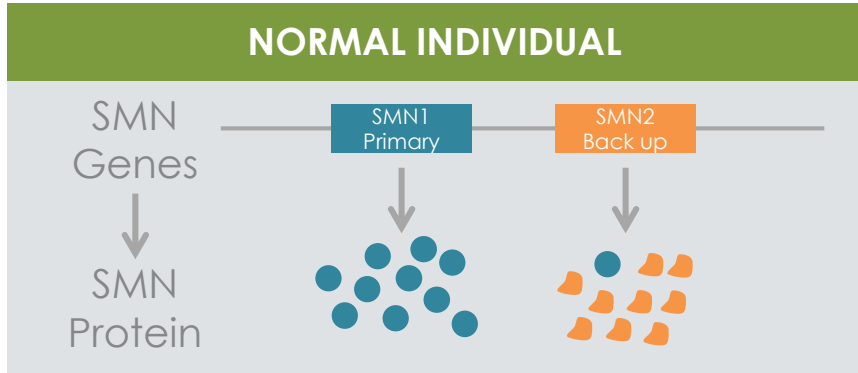 NORMAL INDIVIDUAL
SMN
Genes
SMN1
Primary
SMN2
Back up
SMN
Protein